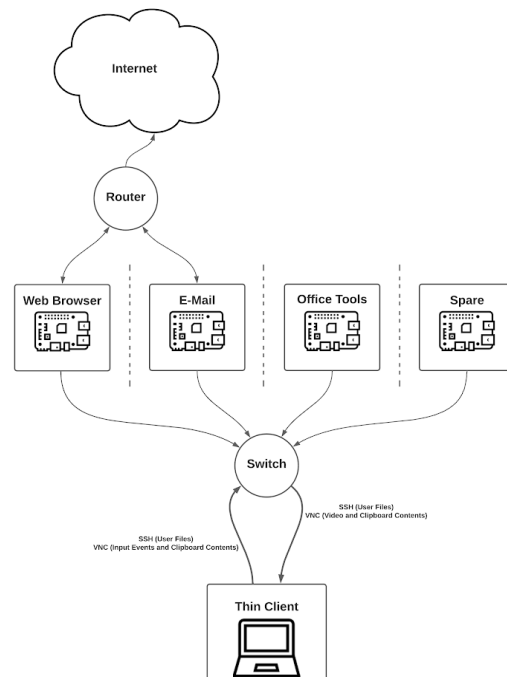 Internet
Router
Web Browser
E-Mail
Office Tools
Spare
Switch
SSH (User Files)
VNC (Video and Clipboard Contents)
SSH (User Files)
VNC (Input Events and Clipboard Contents)
Thin Client